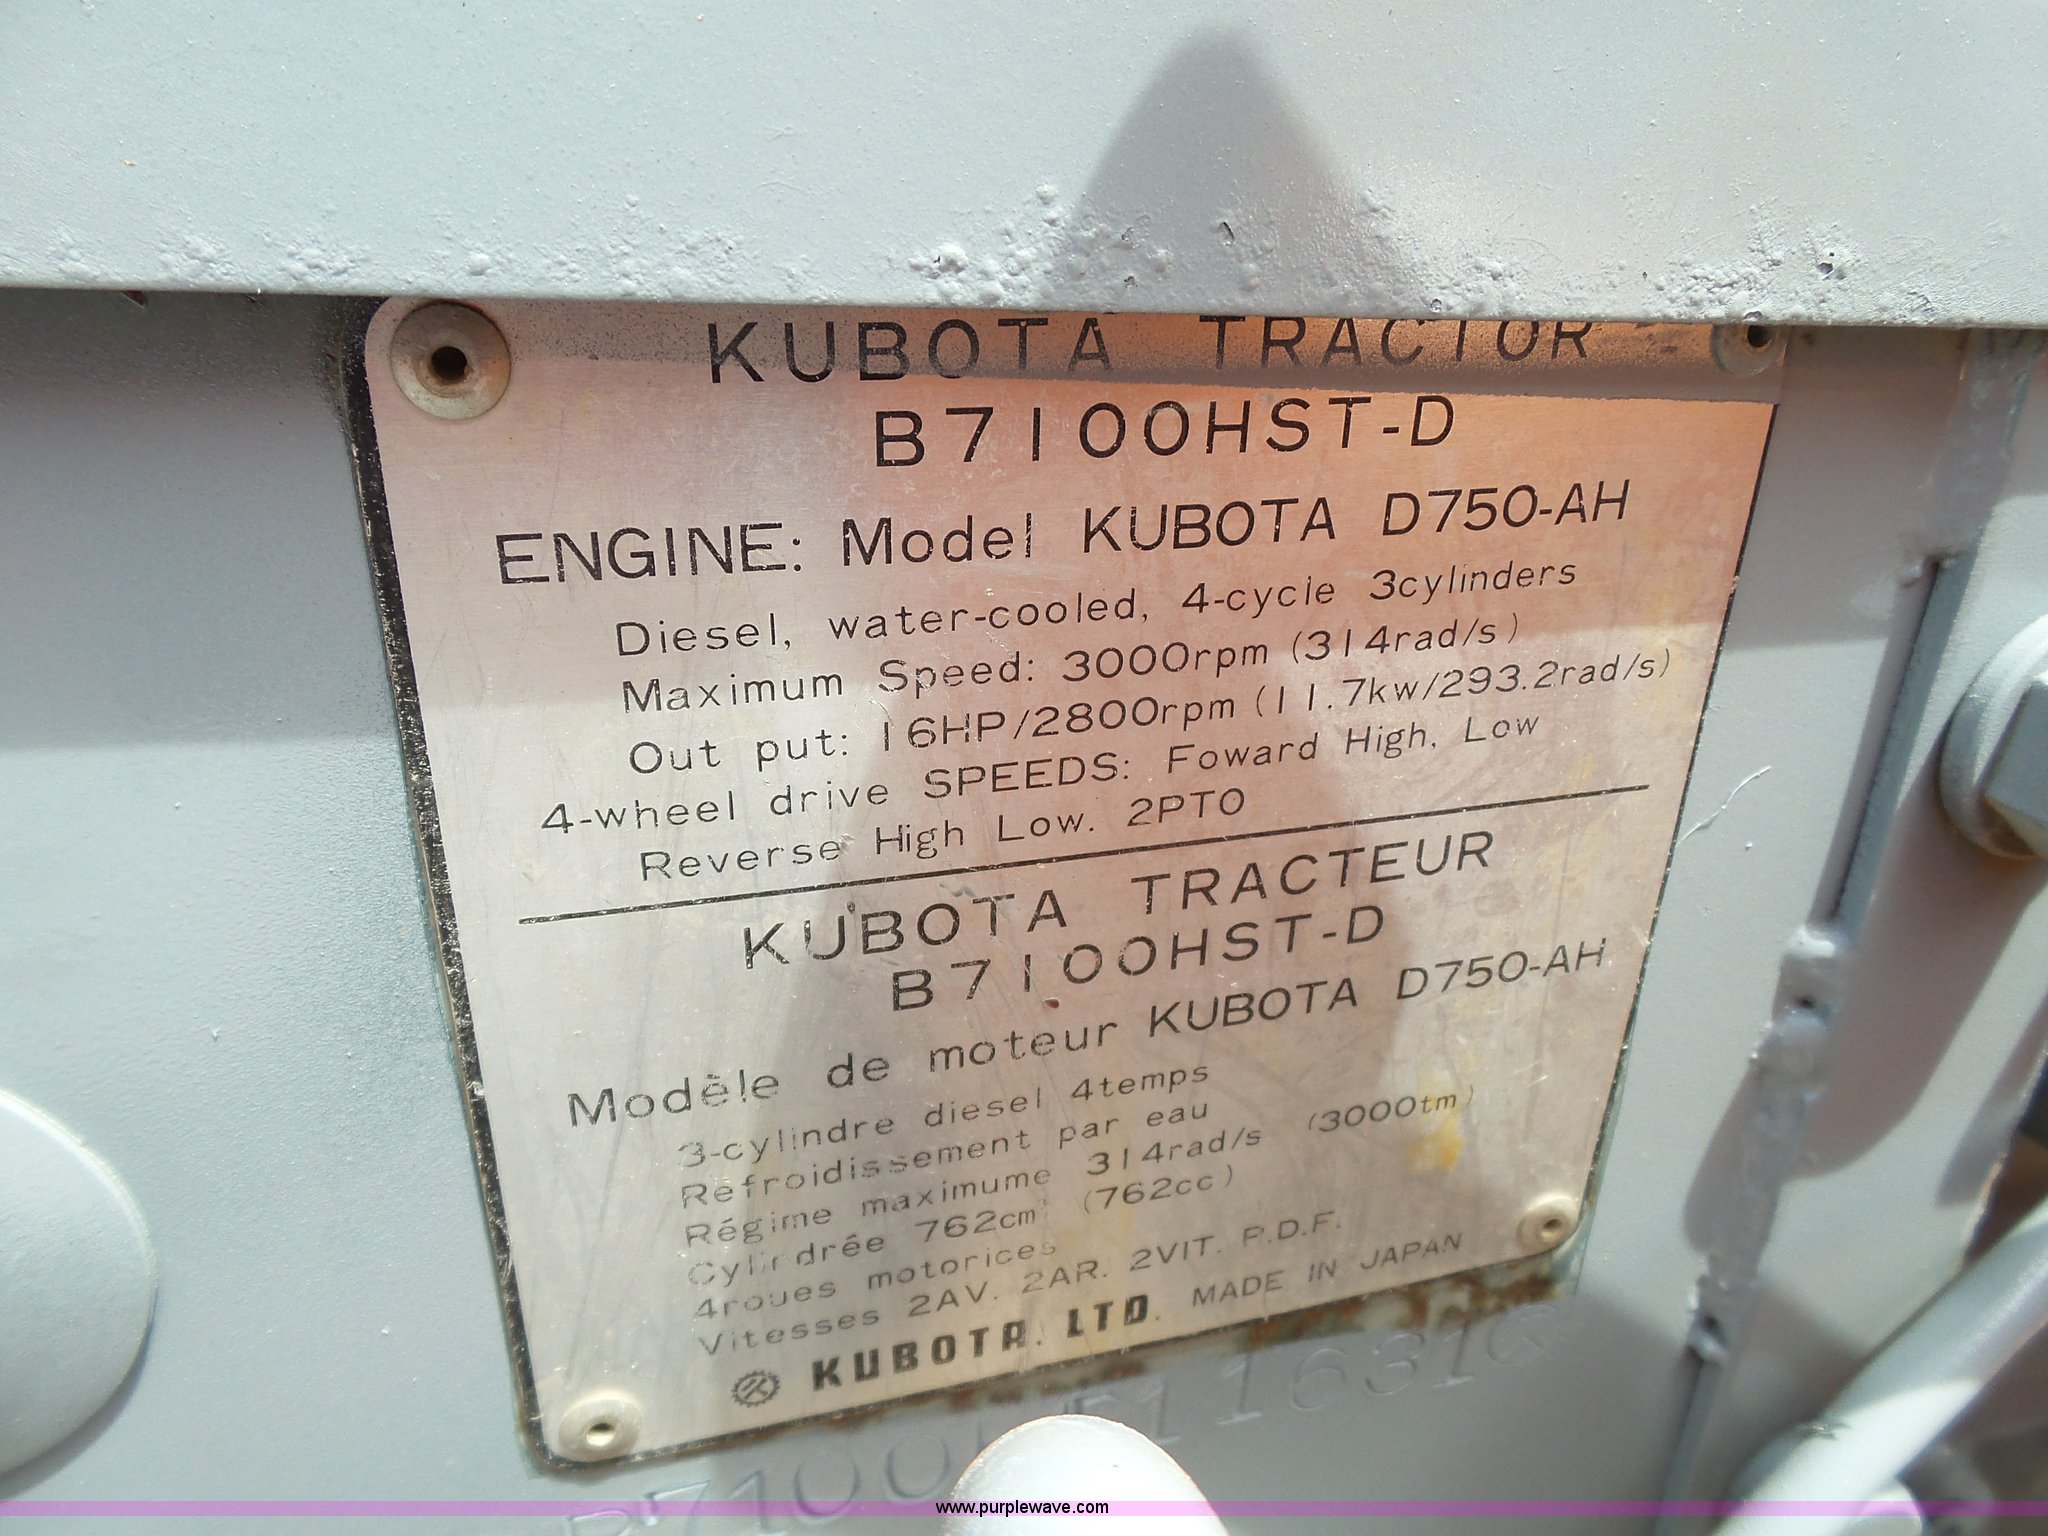 KUBOTA TRACTOR
B7100HST-D
ENGINE: Model KUBOTA D750-AH
Diesel, water-cooled, 4-cycle 3cylinders
Maximum Speed: 3000rpm (314rad/s)
Out put: 16HP/2800rpm (11.7kw/293.2rad/s)
4-wheel drive SPEEDS: Foward High, Low
Reverse High Low. 2PTO
KUBOTA TRACTEUR
B7100HST-D
Modèle de moteur KUBOTA D750-AH
3-cylindre diesel 4temps
Refroidissement par eau
Régime maximume 314rad/s (3000tm)
Cylindrée 762cm³ (762cc)
4roues motorices
Vitesses 2AV. 2AR. 2VIT. P.D.F.
KUBOTA. LTD. MADE IN JAPAN
www.purplewave.com